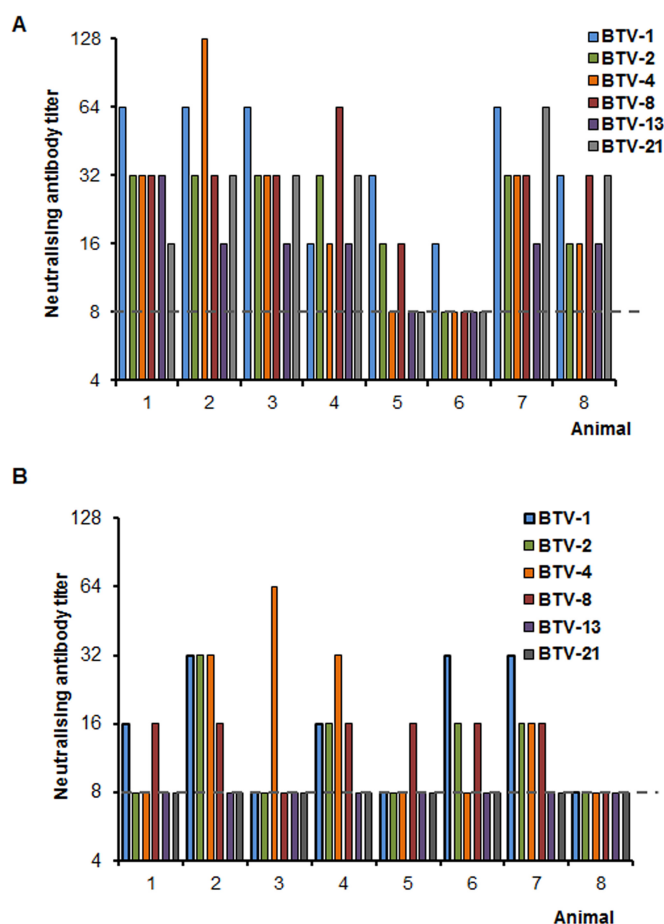 A
Neutralising antibody titer
128
64
32
16
8
4
BTV-1
BTV-2
BTV-4
BTV-8
BTV-13
BTV-21
1 2 3 4 5 6 7 8
Animal
B
Neutralising antibody titer
128
64
32
16
8
4
BTV-1
BTV-2
BTV-4
BTV-8
BTV-13
BTV-21
1 2 3 4 5 6 7 8
Animal